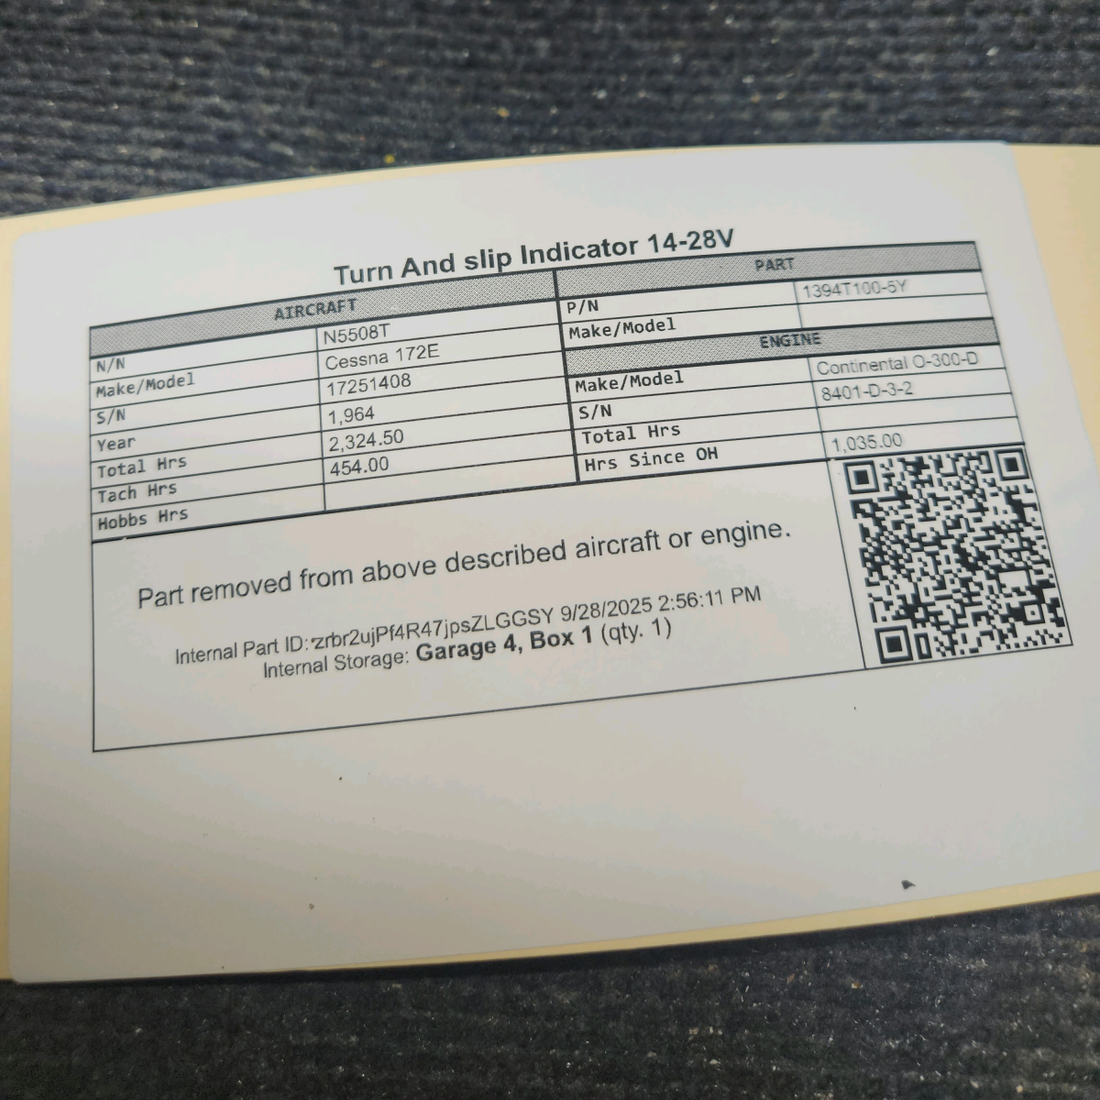 Turn And slip Indicator 14-28V
AIRCRAFT
N/N N5508T
Make/Model Cessna 172E
S/N 17251408
Year 1,964
Total Hrs 2,324.50
Tach Hrs 454.00
Hobbs Hrs
PART
P/N 1394T100-5Y
Make/Model
ENGINE
Make/Model Continental O-300-D
S/N 8401-D-3-2
Total Hrs
Hrs Since OH 1,035.00
Part removed from above described aircraft or engine.
Internal Part ID: zrbr2ujPf4R47jpsZLGGSY 9/28/2025 2:56:11 PM
Internal Storage: Garage 4, Box 1 (qty. 1)